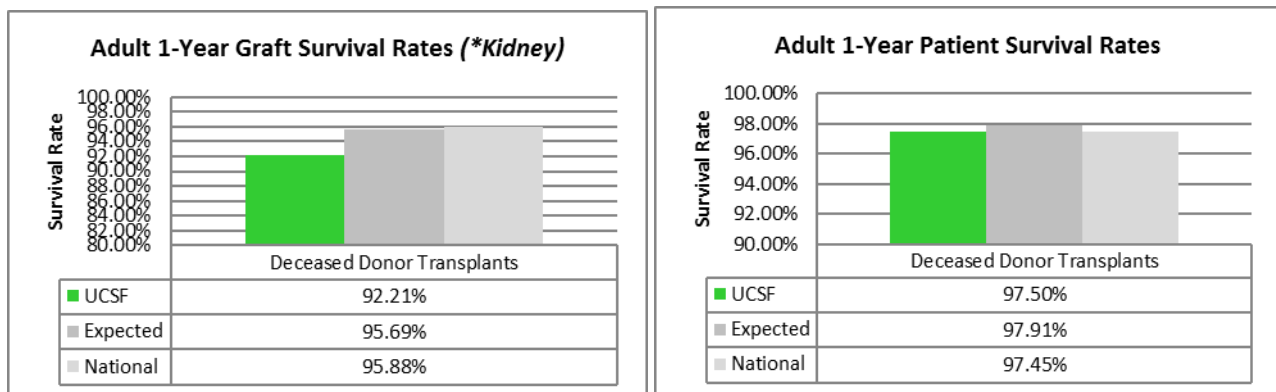 Adult 1-Year Graft Survival Rates (*Kidney)
Survival Rate
100.00%
98.00%
96.00%
94.00%
92.00%
90.00%
88.00%
86.00%
84.00%
82.00%
80.00%
Deceased Donor Transplants
UCSF 92.21%
Expected 95.69%
National 95.88%
Adult 1-Year Patient Survival Rates
Survival Rate
100.00%
98.00%
96.00%
94.00%
92.00%
90.00%
Deceased Donor Transplants
UCSF 97.50%
Expected 97.91%
National 97.45%